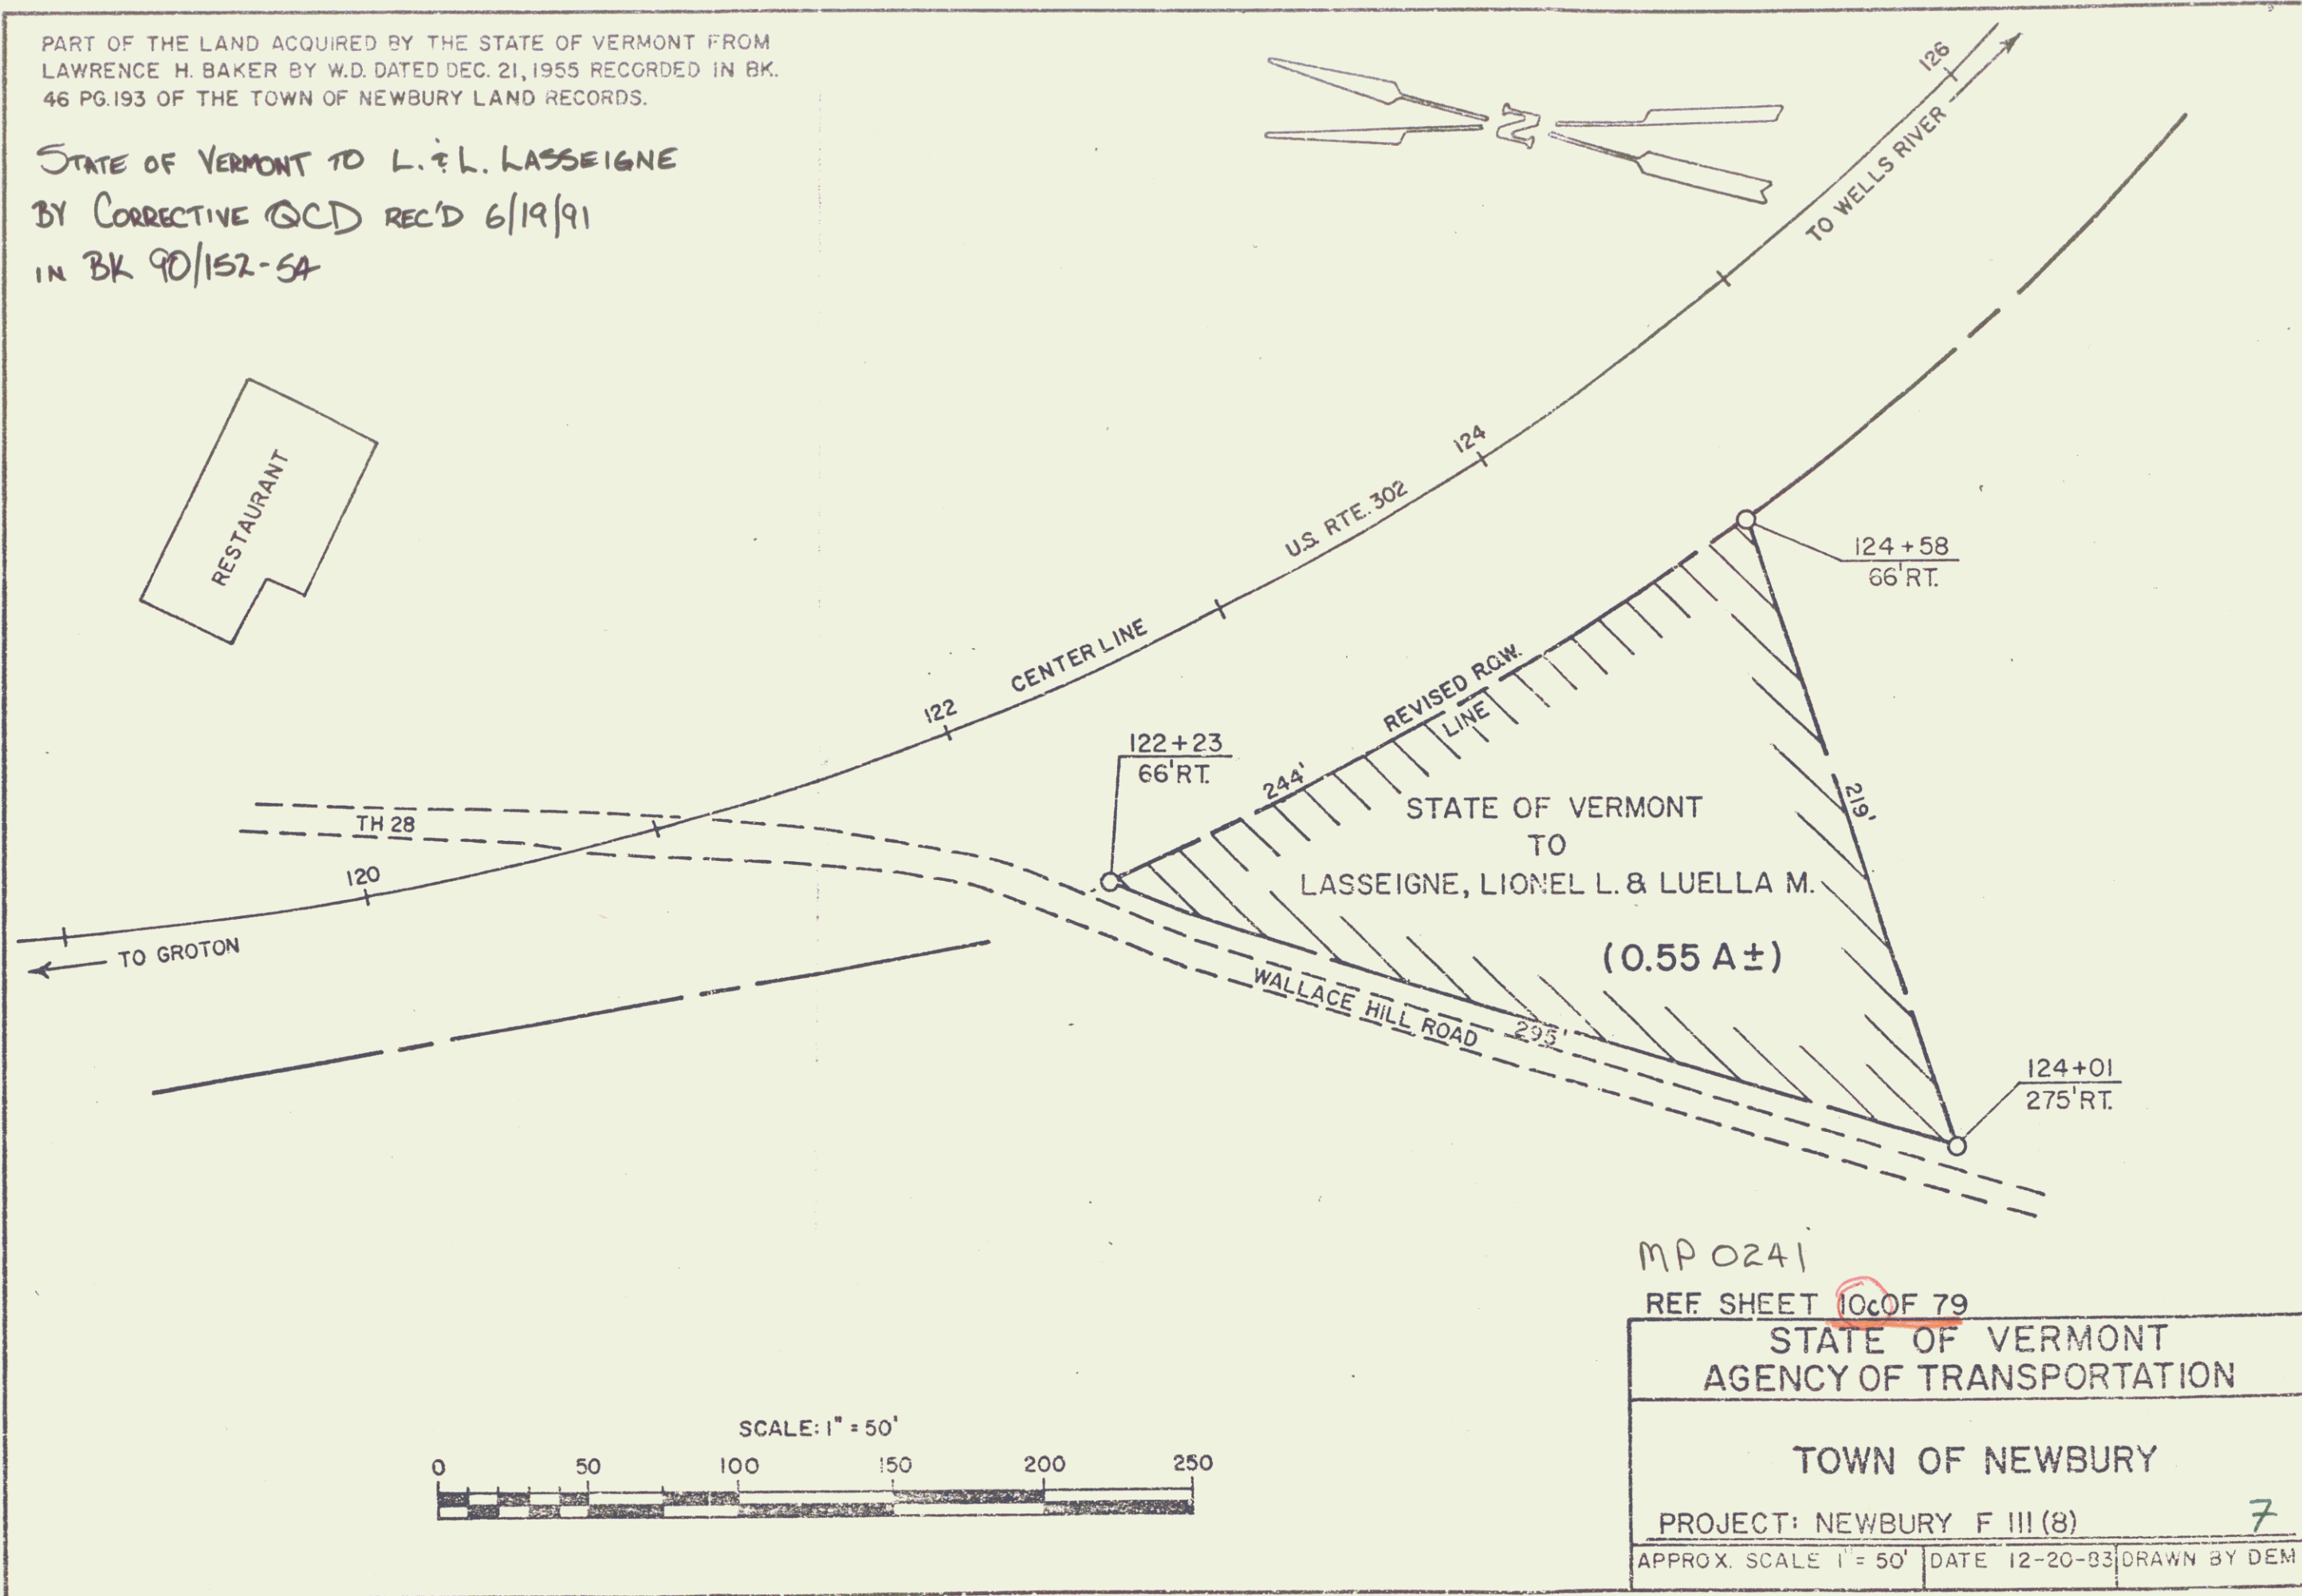 PART OF THE LAND ACQUIRED BY THE STATE OF VERMONT FROM
LAWRENCE H. BAKER BY W.D. DATED DEC. 21, 1955 RECORDED IN BK.
46 PG.193 OF THE TOWN OF NEWBURY LAND RECORDS.
STATE OF VERMONT TO L. & L. LASSEIGNE
BY CORRECTIVE QCD REC'D 6/19/91
IN BK 90/152-54
N
126
TO WELLS RIVER
RESTAURANT
124
U.S. RTE. 302
124+58
66'RT.
CENTER LINE
122
REVISED R.O.W.
LINE
122+23
66'RT.
244'
219'
STATE OF VERMONT
TO
LASSEIGNE, LIONEL L. & LUELLA M.
(0.55 A±)
TH 28
120
TO GROTON
WALLACE HILL ROAD
295'
124+01
275'RT.
MP 0241
REF. SHEET 10c OF 79
STATE OF VERMONT
AGENCY OF TRANSPORTATION
TOWN OF NEWBURY
PROJECT: NEWBURY F III (8)
7
APPROX. SCALE 1" = 50' DATE 12-20-83 DRAWN BY DEM
SCALE: 1" = 50'
0 50 100 150 200 250